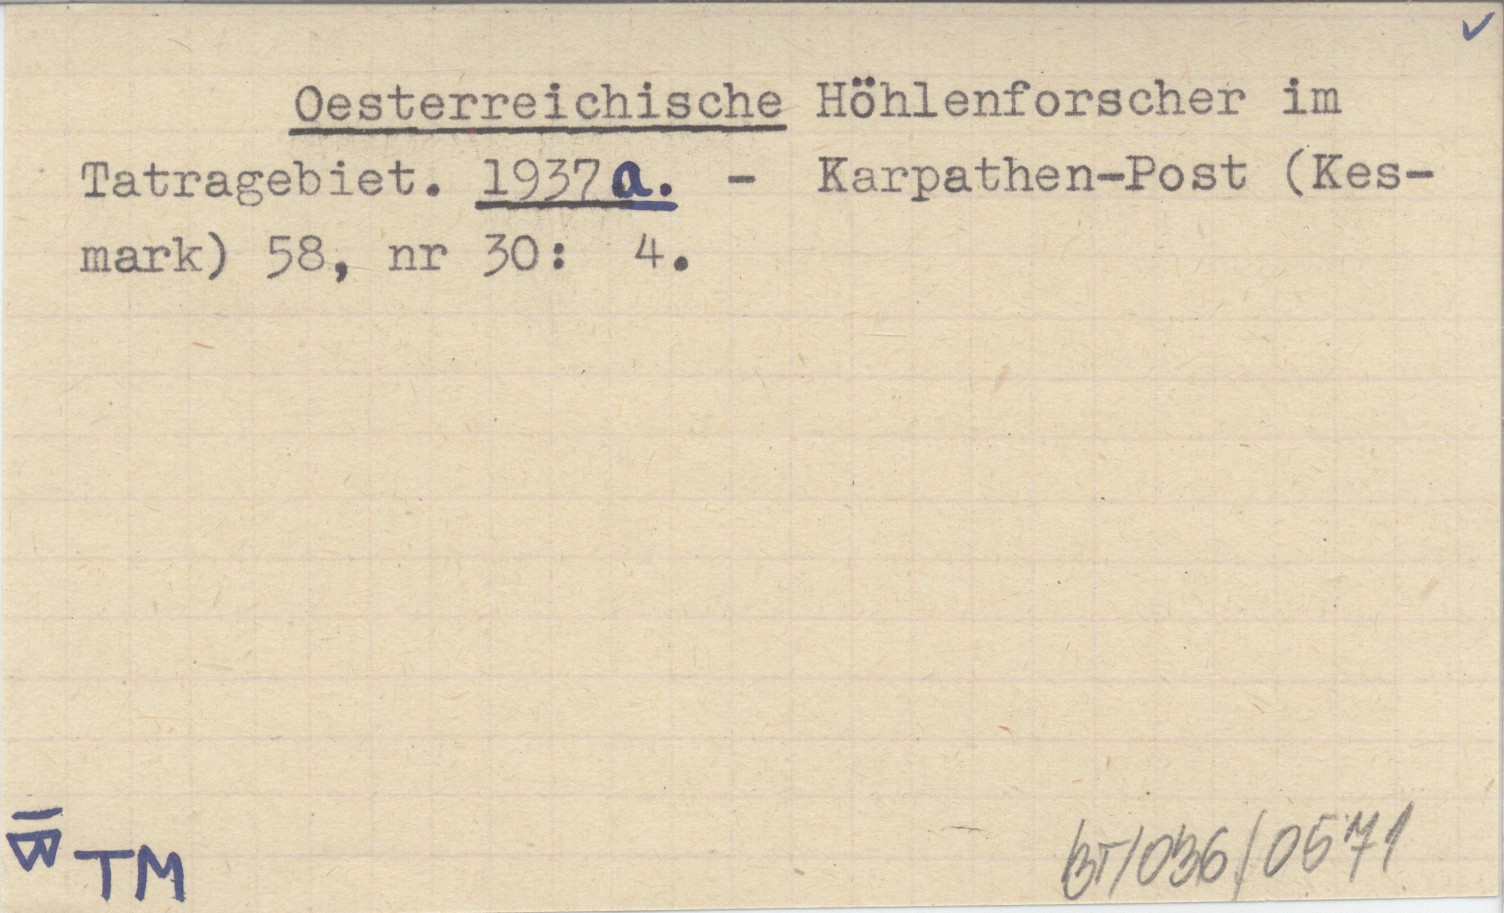 Oesterreichische Höhlenforscher im
Tatragebiet. 1937a. - Karpathen-Post (Kes-
mark) 58, nr 30: 4.
TM
BT/036/0571